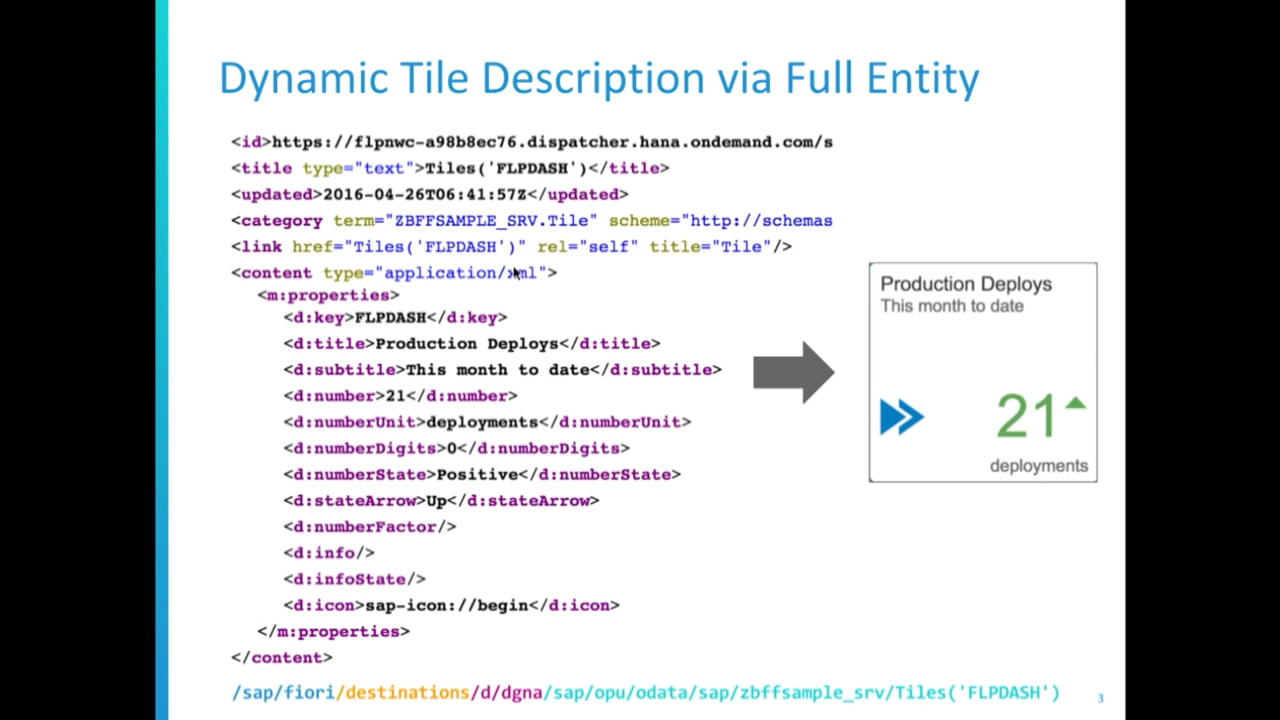 Dynamic Tile Description via Full Entity
<id>https://flpnwc-a98b8ec76.dispatcher.hana.ondemand.com/s
<title type="text">Tiles('FLPDASH')</title>
<updated>2016-04-26T06:41:57Z</updated>
<category term="ZBFFSAMPLE_SRV.Tile" scheme="http://schemas
<link href="Tiles('FLPDASH')" rel="self" title="Tile"/>
<content type="application/xml">
<m:properties>
<d:key>FLPDASH</d:key>
<d:title>Production Deploys</d:title>
<d:subtitle>This month to date</d:subtitle>
<d:number>21</d:number>
<d:numberUnit>deployments</d:numberUnit>
<d:numberDigits>0</d:numberDigits>
<d:numberState>Positive</d:numberState>
<d:stateArrow>Up</d:stateArrow>
<d:numberFactor/>
<d:info/>
<d:infoState/>
<d:icon>sap-icon://begin</d:icon>
</m:properties>
</content>
Production Deploys
This month to date
21
deployments
/sap/fiori/destinations/d/dgna/sap/opu/odata/sap/zbffsample_srv/Tiles('FLPDASH')
3